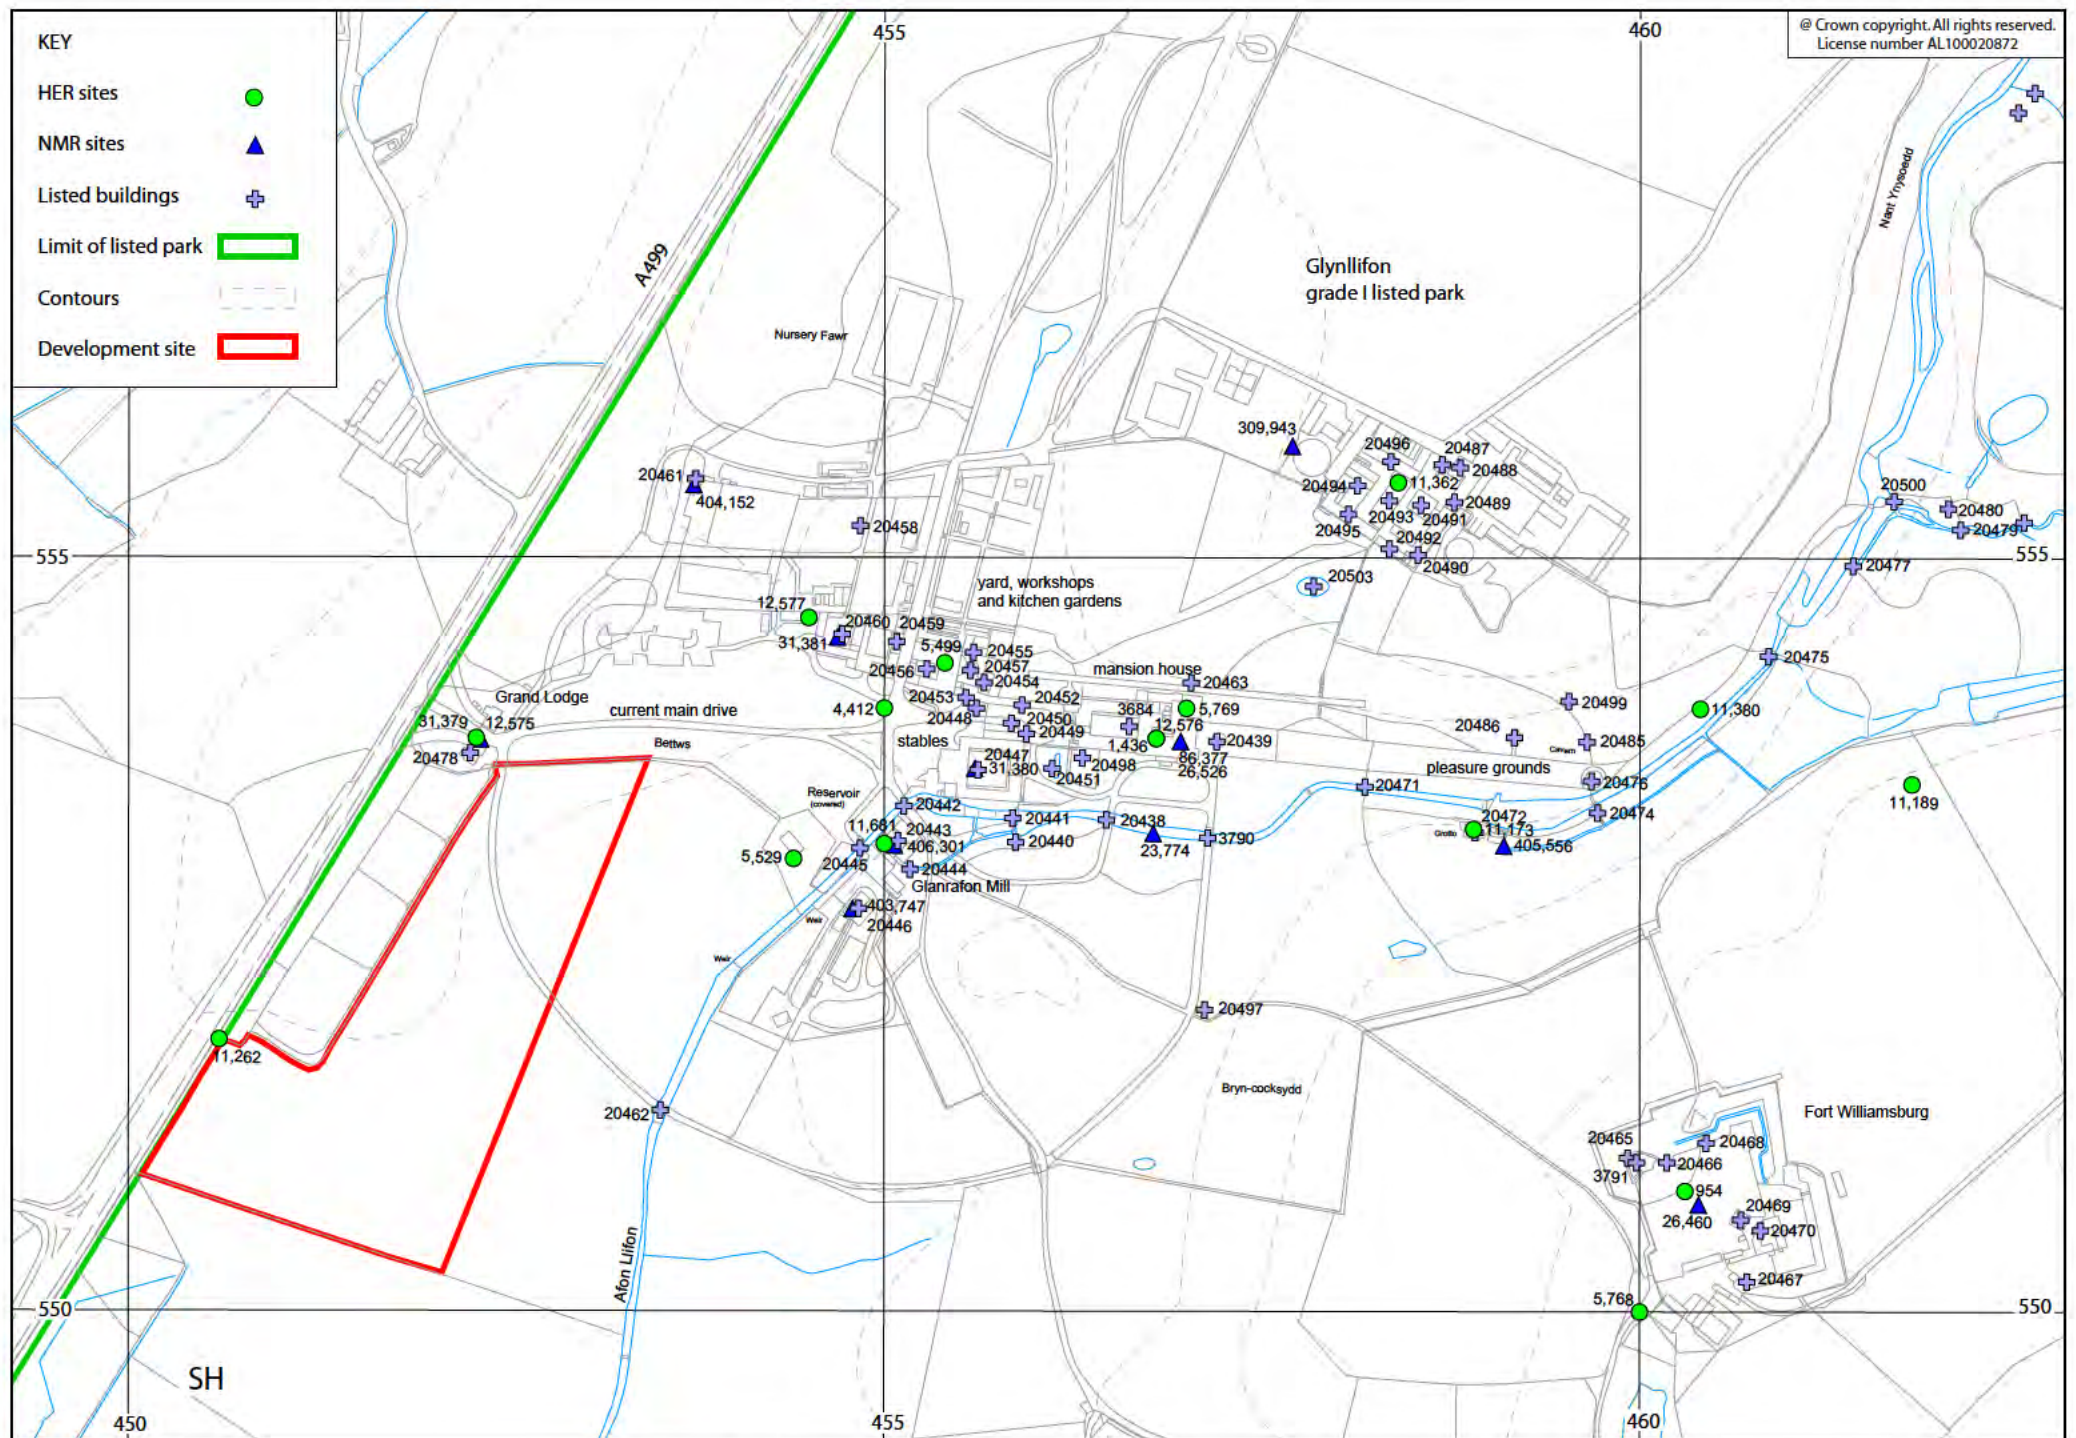 KEY
HER sites
NMR sites
Listed buildings
Limit of listed park
Contours
Development site
455
460
@ Crown copyright. All rights reserved.
License number AL100020872
A499
Nursery Fawr
Glynllifon
grade I listed park
Nant Ynysoedd
309,943
20496
20487
20488
11,362
20494
20489
20495
20493
20491
20492
20490
20503
20461
404,152
20458
20500
20480
20479
20477
555
555
yard, workshops
and kitchen gardens
12,577
20460
20459
31,381
5,499
20455
20456
20457
20454
mansion house
20463
20475
Grand Lodge
31,379
12,575
20478
current main drive
Bettws
4,412
20453
20452
20448
20450
20449
3684
5,769
12,576
1,436
86,377
26,526
20439
stables
20447
31,380
20451
20498
20499
11,380
20486
20485
Cavern
pleasure grounds
20476
20471
20474
11,189
Reservoir
(covered)
20442
11,681
20443
406,301
20441
20440
20438
23,774
3790
20472
Grotto
11,173
405,556
5,529
20445
20444
Glanrafon Mill
403,747
20446
Weir
Weir
20497
11,262
20462
Bryn-cocksydd
Fort Williamsburg
20465
3791
20468
20466
954
26,460
20469
20470
20467
5,768
Afon Llifon
550
550
SH
450
455
460